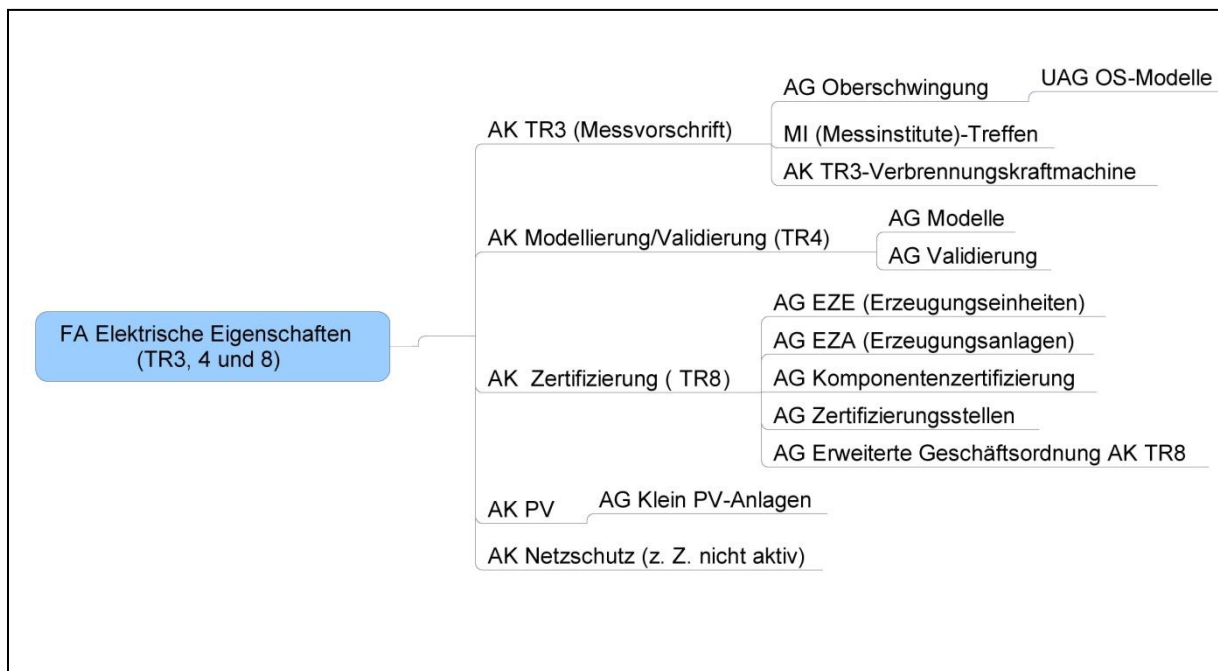 FA Elektrische Eigenschaften
(TR3, 4 und 8)
AK TR3 (Messvorschrift)
AG Oberschwingung
UAG OS-Modelle
MI (Messinstitute)-Treffen
AK TR3-Verbrennungskraftmachine
AK Modellierung/Validierung (TR4)
AG Modelle
AG Validierung
AK  Zertifizierung ( TR8)
AG EZE (Erzeugungseinheiten)
AG EZA (Erzeugungsanlagen)
AG Komponentenzertifizierung
AG Zertifizierungsstellen
AG Erweiterte Geschäftsordnung AK TR8
AK PV
AG Klein PV-Anlagen
AK Netzschutz (z. Z. nicht aktiv)